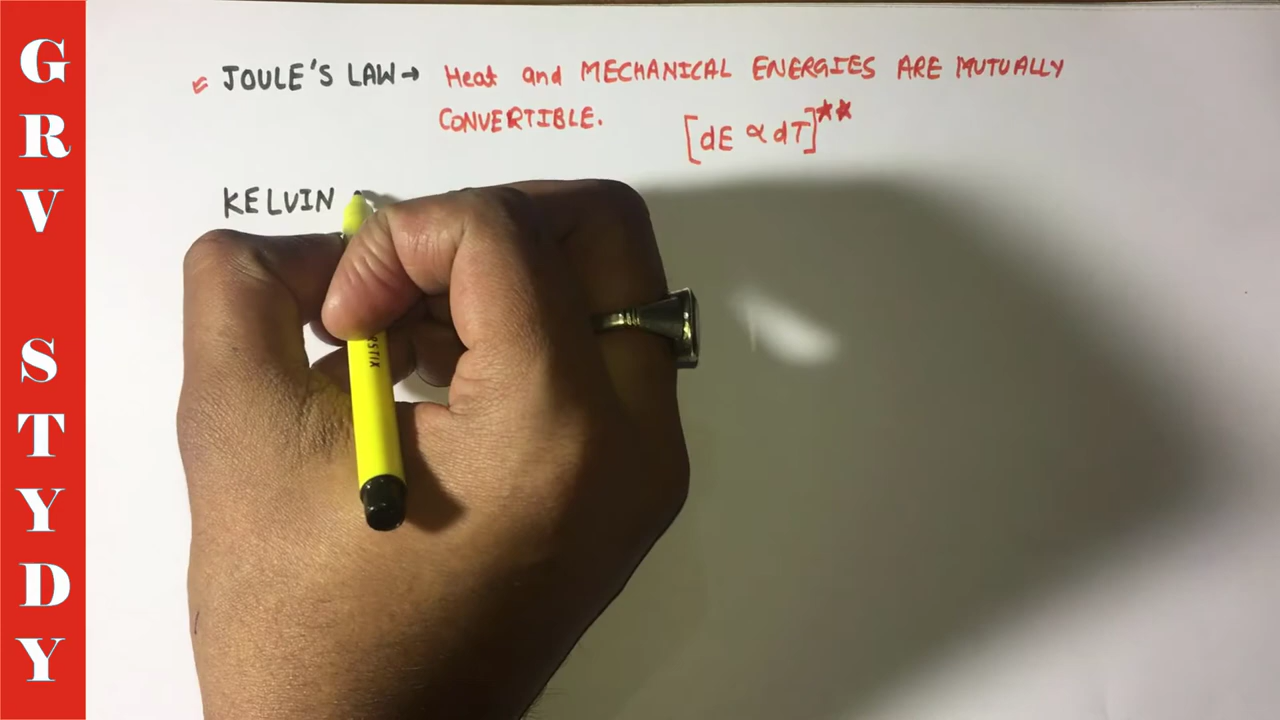 GRV STYDY
JOULE'S LAW → Heat and MECHANICAL ENERGIES ARE MUTUALLY
CONVERTIBLE.
[dE ∝ dT]**
KELVIN